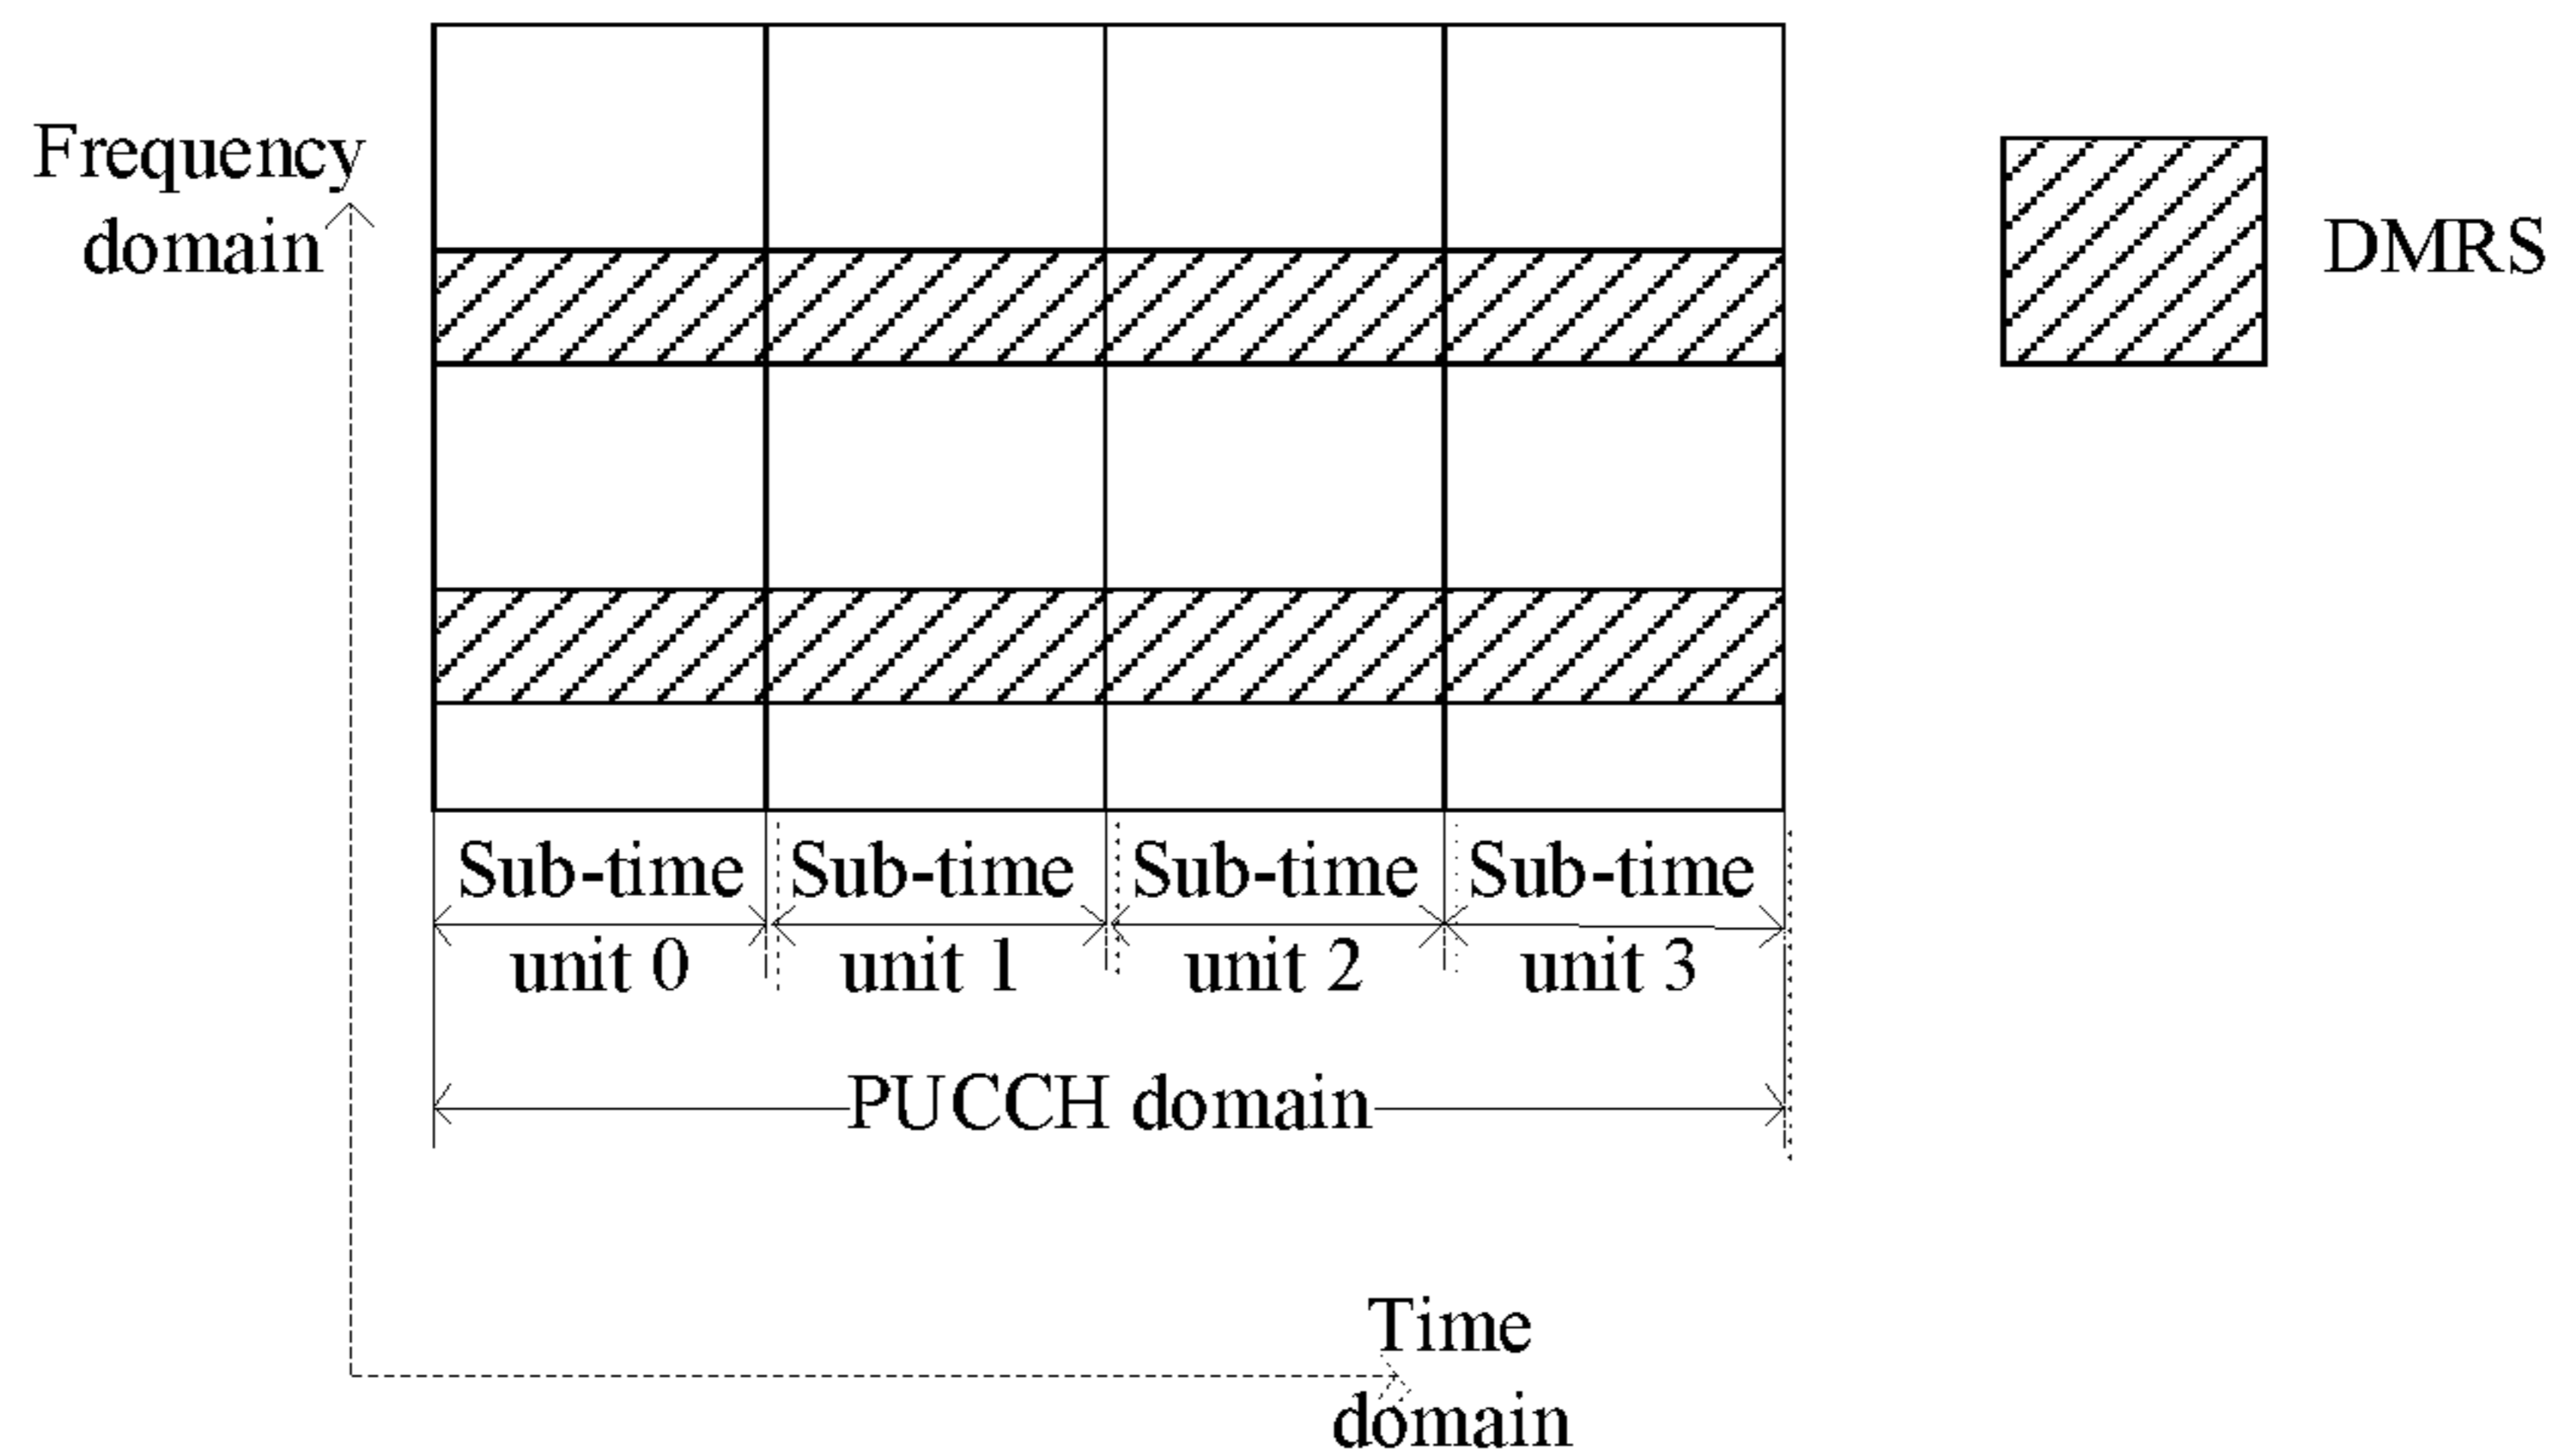 Frequency
domain
DMRS
Sub-time
unit 0
Sub-time
unit 1
Sub-time
unit 2
Sub-time
unit 3
PUCCH domain
Time
domain